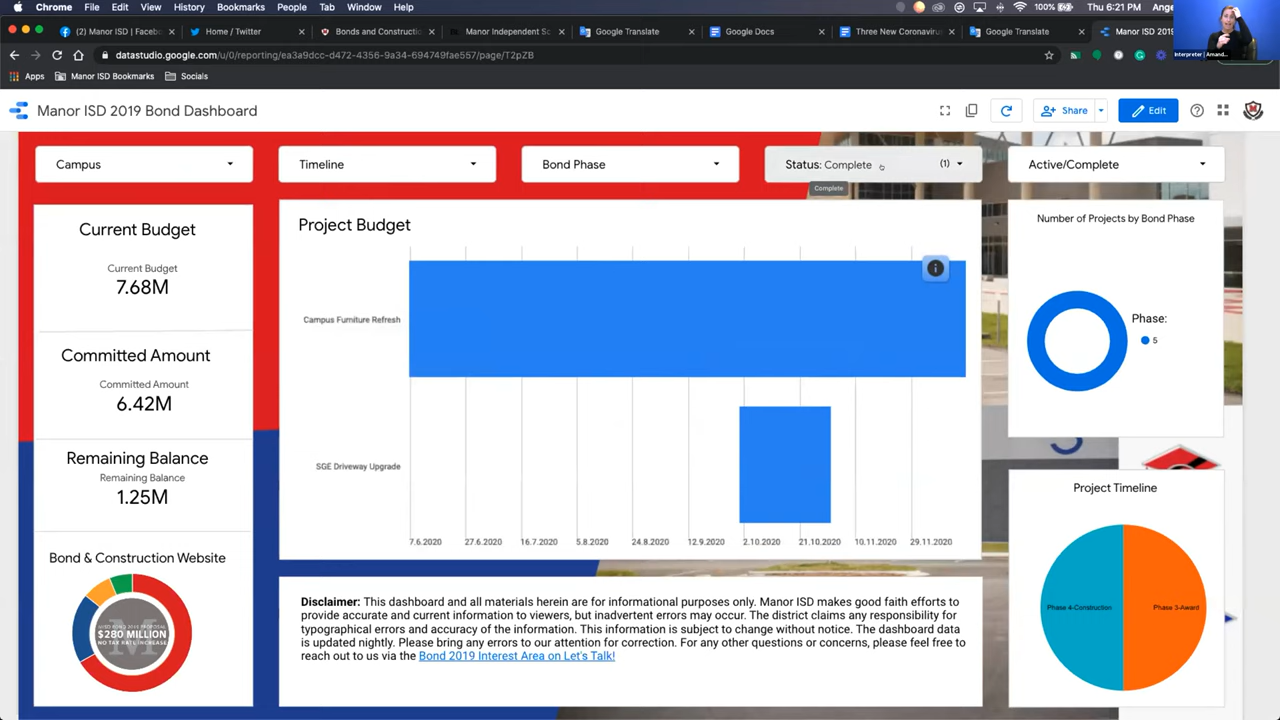 Chrome File Edit View History Bookmarks People Tab Window Help 100% Thu 6:21 PM Ange
(2) Manor ISD | Faceb
Home / Twitter
Bonds and Constructio
Manor Independent Sc
Google Translate
Google Docs
Three New Coronaviru
Google Translate
Manor ISD
Interpreter | Amand...
datastudio.google.com/u/0/reporting/ea3a9dcc-d472-4356-9a34-694749fae557/page/T2pZB
Apps Manor ISD Bookmarks Socials
Manor ISD 2019 Bond Dashboard
Share
Edit
Campus
Timeline
Bond Phase
Status: Complete (1)
Active/Complete
Complete
Current Budget
Current Budget
7.68M
Committed Amount
Committed Amount
6.42M
Remaining Balance
Remaining Balance
1.25M
Bond & Construction Website
$280 MILLION
NO TAX RATE INCREASE
Project Budget
Campus Furniture Refresh
SGE Driveway Upgrade
7.6.2020 27.6.2020 16.7.2020 5.8.2020 24.8.2020 12.9.2020 2.10.2020 21.10.2020 10.11.2020 29.11.2020
Disclaimer: This dashboard and all materials herein are for informational purposes only. Manor ISD makes good faith efforts to
provide accurate and current information to viewers, but inadvertent errors may occur. The district claims any responsibility for
typographical errors and accuracy of the information. This information is subject to change without notice. The dashboard data
is updated nightly. Please bring any errors to our attention for correction. For any other questions or concerns, please feel free to
reach out to us via the Bond 2019 Interest Area on Let's Talk!
Number of Projects by Bond Phase
Phase:
5
Project Timeline
Phase 4-Construction
Phase 3-Award